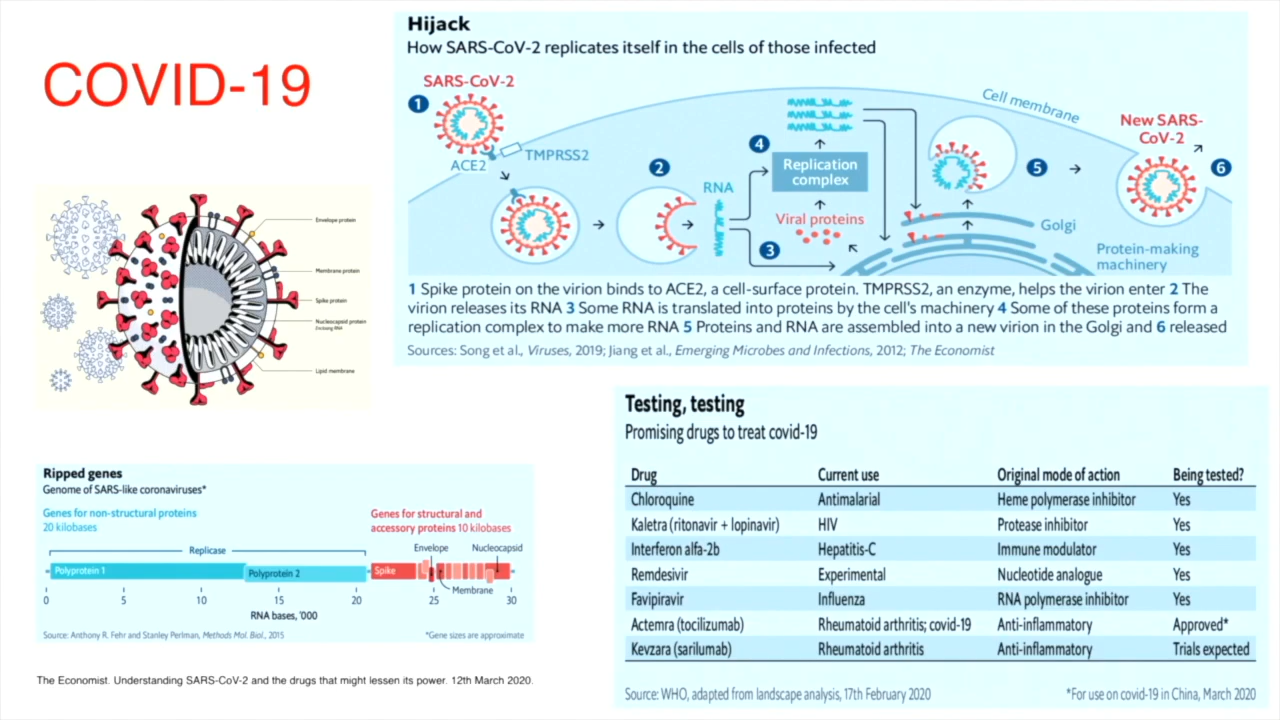 COVID-19
Hijack
How SARS-CoV-2 replicates itself in the cells of those infected
SARS-CoV-2
1
ACE2
TMPRSS2
2
RNA
4
Replication
complex
Viral proteins
3
Cell membrane
5
Golgi
Protein-making
machinery
New SARS-
CoV-2
6
1 Spike protein on the virion binds to ACE2, a cell-surface protein. TMPRSS2, an enzyme, helps the virion enter 2 The
virion releases its RNA 3 Some RNA is translated into proteins by the cell's machinery 4 Some of these proteins form a
replication complex to make more RNA 5 Proteins and RNA are assembled into a new virion in the Golgi and 6 released
Sources: Song et al., Viruses, 2019; Jiang et al., Emerging Microbes and Infections, 2012; The Economist
Envelope protein
Membrane protein
Spike protein
Nucleocapsid protein
Enclosing RNA
Lipid membrane
Ripped genes
Genome of SARS-like coronaviruses*
Genes for non-structural proteins
20 kilobases
Genes for structural and
accessory proteins 10 kilobases
Replicase
Envelope
Nucleocapsid
Polyprotein 1
Polyprotein 2
Spike
Membrane
0 5 10 15 20 25 30
RNA bases, '000
Source: Anthony R. Fehr and Stanley Perlman, Methods Mol. Biol., 2015
*Gene sizes are approximate
The Economist. Understanding SARS-CoV-2 and the drugs that might lessen its power. 12th March 2020.
Testing, testing
Promising drugs to treat covid-19
Drug Current use Original mode of action Being tested?
Chloroquine Antimalarial Heme polymerase inhibitor Yes
Kaletra (ritonavir + lopinavir) HIV Protease inhibitor Yes
Interferon alfa-2b Hepatitis-C Immune modulator Yes
Remdesivir Experimental Nucleotide analogue Yes
Favipiravir Influenza RNA polymerase inhibitor Yes
Actemra (tocilizumab) Rheumatoid arthritis; covid-19 Anti-inflammatory Approved*
Kevzara (sarilumab) Rheumatoid arthritis Anti-inflammatory Trials expected
Source: WHO, adapted from landscape analysis, 17th February 2020
*For use on covid-19 in China, March 2020